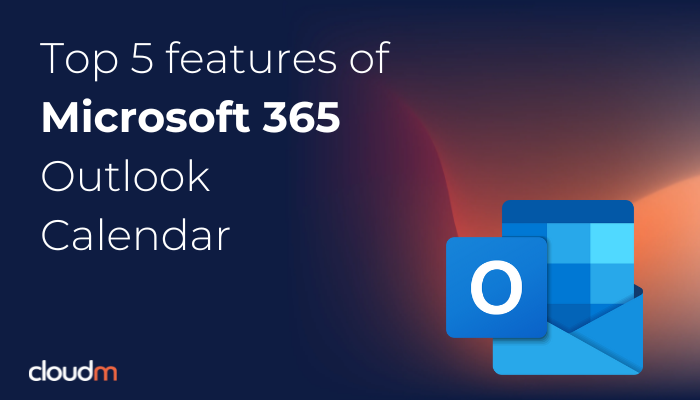 Top 5 features of
Microsoft 365
Outlook
Calendar
O
cloudm